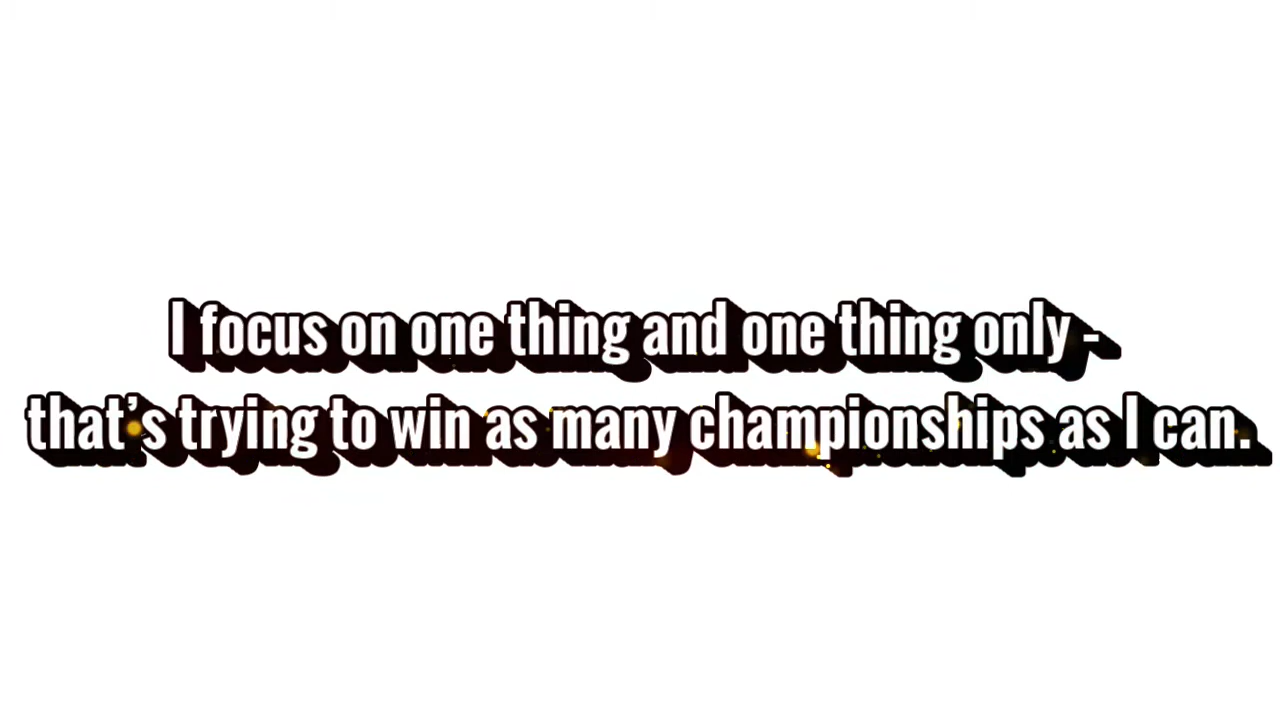 I focus on one thing and one thing only -
that’s trying to win as many championships as I can.